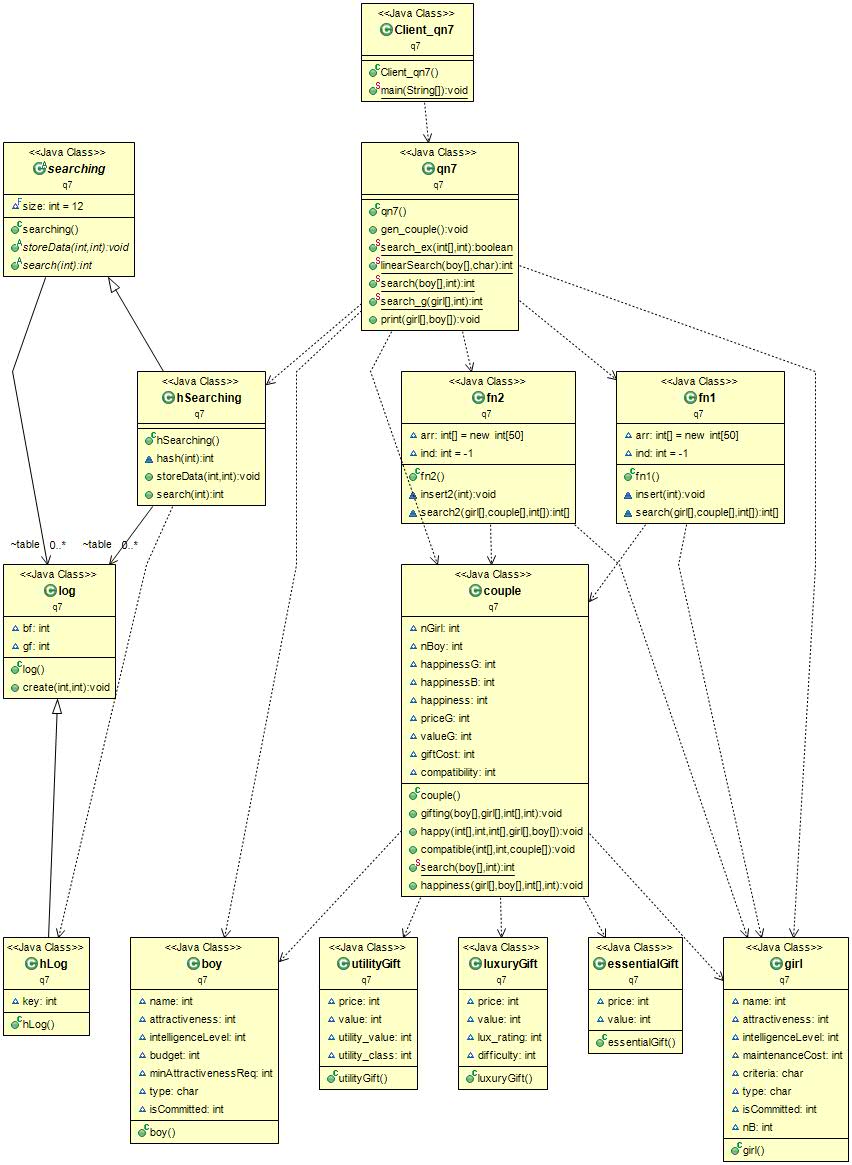 <<Java Class>>
Client_qn7
q7
Client_qn7()
main(String[]):void
<<Java Class>>
searching
q7
size: int = 12
searching()
storeData(int,int):void
search(int):int
<<Java Class>>
qn7
q7
qn7()
gen_couple():void
search_ex(int[],int):boolean
linearSearch(boy[],char):int
search(boy[],int):int
search_g(girl[],int):int
print(girl[],boy[]):void
<<Java Class>>
hSearching
q7
hSearching()
hash(int):int
storeData(int,int):void
search(int):int
<<Java Class>>
fn2
q7
arr: int[] = new int[50]
ind: int = -1
fn2()
insert2(int):void
search2(girl[],couple[],int[]):int[]
<<Java Class>>
fn1
q7
arr: int[] = new int[50]
ind: int = -1
fn1()
insert(int):void
search(girl[],couple[],int[]):int[]
~table 0..* ~table 0..*
<<Java Class>>
log
q7
bf: int
gf: int
log()
create(int,int):void
<<Java Class>>
couple
q7
nGirl: int
nBoy: int
happinessG: int
happinessB: int
happiness: int
priceG: int
valueG: int
giftCost: int
compatibility: int
couple()
gifting(boy[],girl[],int[],int):void
happy(int[],int,int[],girl[],boy[]):void
compatible(int[],int,couple[]):void
search(boy[],int):int
happiness(girl[],boy[],int[],int):void
<<Java Class>>
hLog
q7
key: int
hLog()
<<Java Class>>
boy
q7
name: int
attractiveness: int
intelligenceLevel: int
budget: int
minAttractivenessReq: int
type: char
isCommitted: int
boy()
<<Java Class>>
utilityGift
q7
price: int
value: int
utility_value: int
utility_class: int
utilityGift()
<<Java Class>>
luxuryGift
q7
price: int
value: int
lux_rating: int
difficulty: int
luxuryGift()
<<Java Class>>
essentialGift
q7
price: int
value: int
essentialGift()
<<Java Class>>
girl
q7
name: int
attractiveness: int
intelligenceLevel: int
maintenanceCost: int
criteria: char
type: char
isCommitted: int
nB: int
girl()